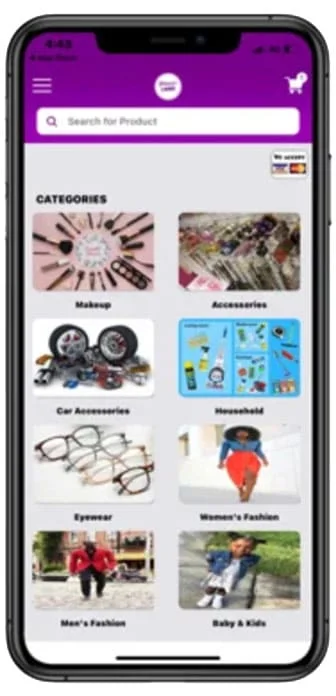 4:43
Search for Product
WE ACCEPT
CATEGORIES
Makeup
Accessories
Car Accessories
Household
Eyewear
Women's Fashion
Men's Fashion
Baby & Kids